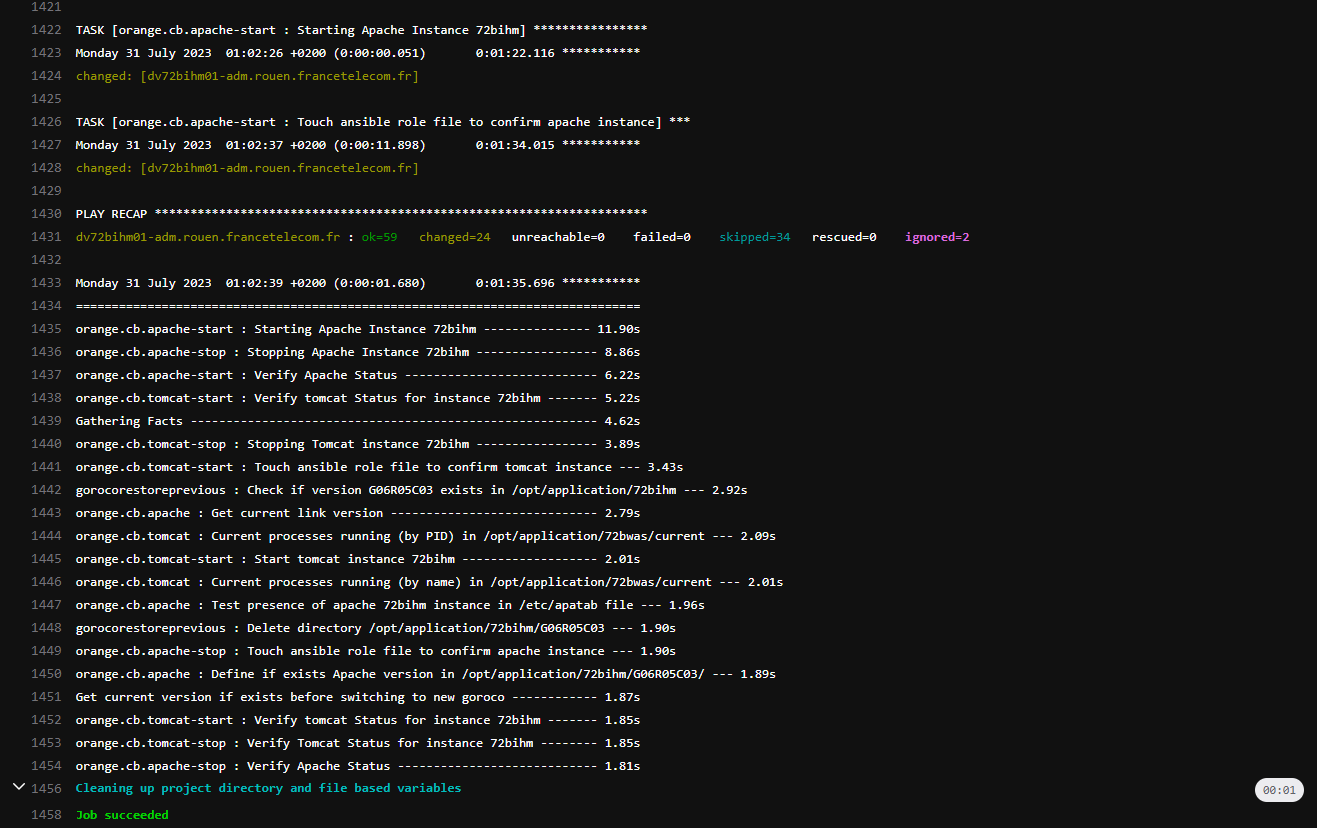 1421
1422 TASK [orange.cb.apache-start : Starting Apache Instance 72bihm] ****************
1423 Monday 31 July 2023  01:02:26 +0200 (0:00:00.051)       0:01:22.116 ***********
1424 changed: [dv72bihm01-adm.rouen.francetelecom.fr]
1425
1426 TASK [orange.cb.apache-start : Touch ansible role file to confirm apache instance] ***
1427 Monday 31 July 2023  01:02:37 +0200 (0:00:11.898)       0:01:34.015 ***********
1428 changed: [dv72bihm01-adm.rouen.francetelecom.fr]
1429
1430 PLAY RECAP *********************************************************************
1431 dv72bihm01-adm.rouen.francetelecom.fr : ok=59   changed=24   unreachable=0    failed=0    skipped=34   rescued=0    ignored=2
1432
1433 Monday 31 July 2023  01:02:39 +0200 (0:00:01.680)       0:01:35.696 ***********
1434 ===============================================================================
1435 orange.cb.apache-start : Starting Apache Instance 72bihm --------------- 11.90s
1436 orange.cb.apache-stop : Stopping Apache Instance 72bihm ----------------- 8.86s
1437 orange.cb.apache-start : Verify Apache Status --------------------------- 6.22s
1438 orange.cb.tomcat-start : Verify tomcat Status for instance 72bihm ------- 5.22s
1439 Gathering Facts --------------------------------------------------------- 4.62s
1440 orange.cb.tomcat-stop : Stopping Tomcat instance 72bihm ----------------- 3.89s
1441 orange.cb.tomcat-start : Touch ansible role file to confirm tomcat instance --- 3.43s
1442 gorocorestoreprevious : Check if version G06R05C03 exists in /opt/application/72bihm --- 2.92s
1443 orange.cb.apache : Get current link version ----------------------------- 2.79s
1444 orange.cb.tomcat : Current processes running (by PID) in /opt/application/72bwas/current --- 2.09s
1445 orange.cb.tomcat-start : Start tomcat instance 72bihm ------------------- 2.01s
1446 orange.cb.tomcat : Current processes running (by name) in /opt/application/72bwas/current --- 2.01s
1447 orange.cb.apache : Test presence of apache 72bihm instance in /etc/apatab file --- 1.96s
1448 gorocorestoreprevious : Delete directory /opt/application/72bihm/G06R05C03 --- 1.90s
1449 orange.cb.apache-stop : Touch ansible role file to confirm apache instance --- 1.90s
1450 orange.cb.apache : Define if exists Apache version in /opt/application/72bihm/G06R05C03/ --- 1.89s
1451 Get current version if exists before switching to new goroco ------------ 1.87s
1452 orange.cb.tomcat-start : Verify tomcat Status for instance 72bihm ------- 1.85s
1453 orange.cb.tomcat-stop : Verify Tomcat Status for instance 72bihm -------- 1.85s
1454 orange.cb.apache-stop : Verify Apache Status ---------------------------- 1.81s
1456 Cleaning up project directory and file based variables 00:01
1458 Job succeeded